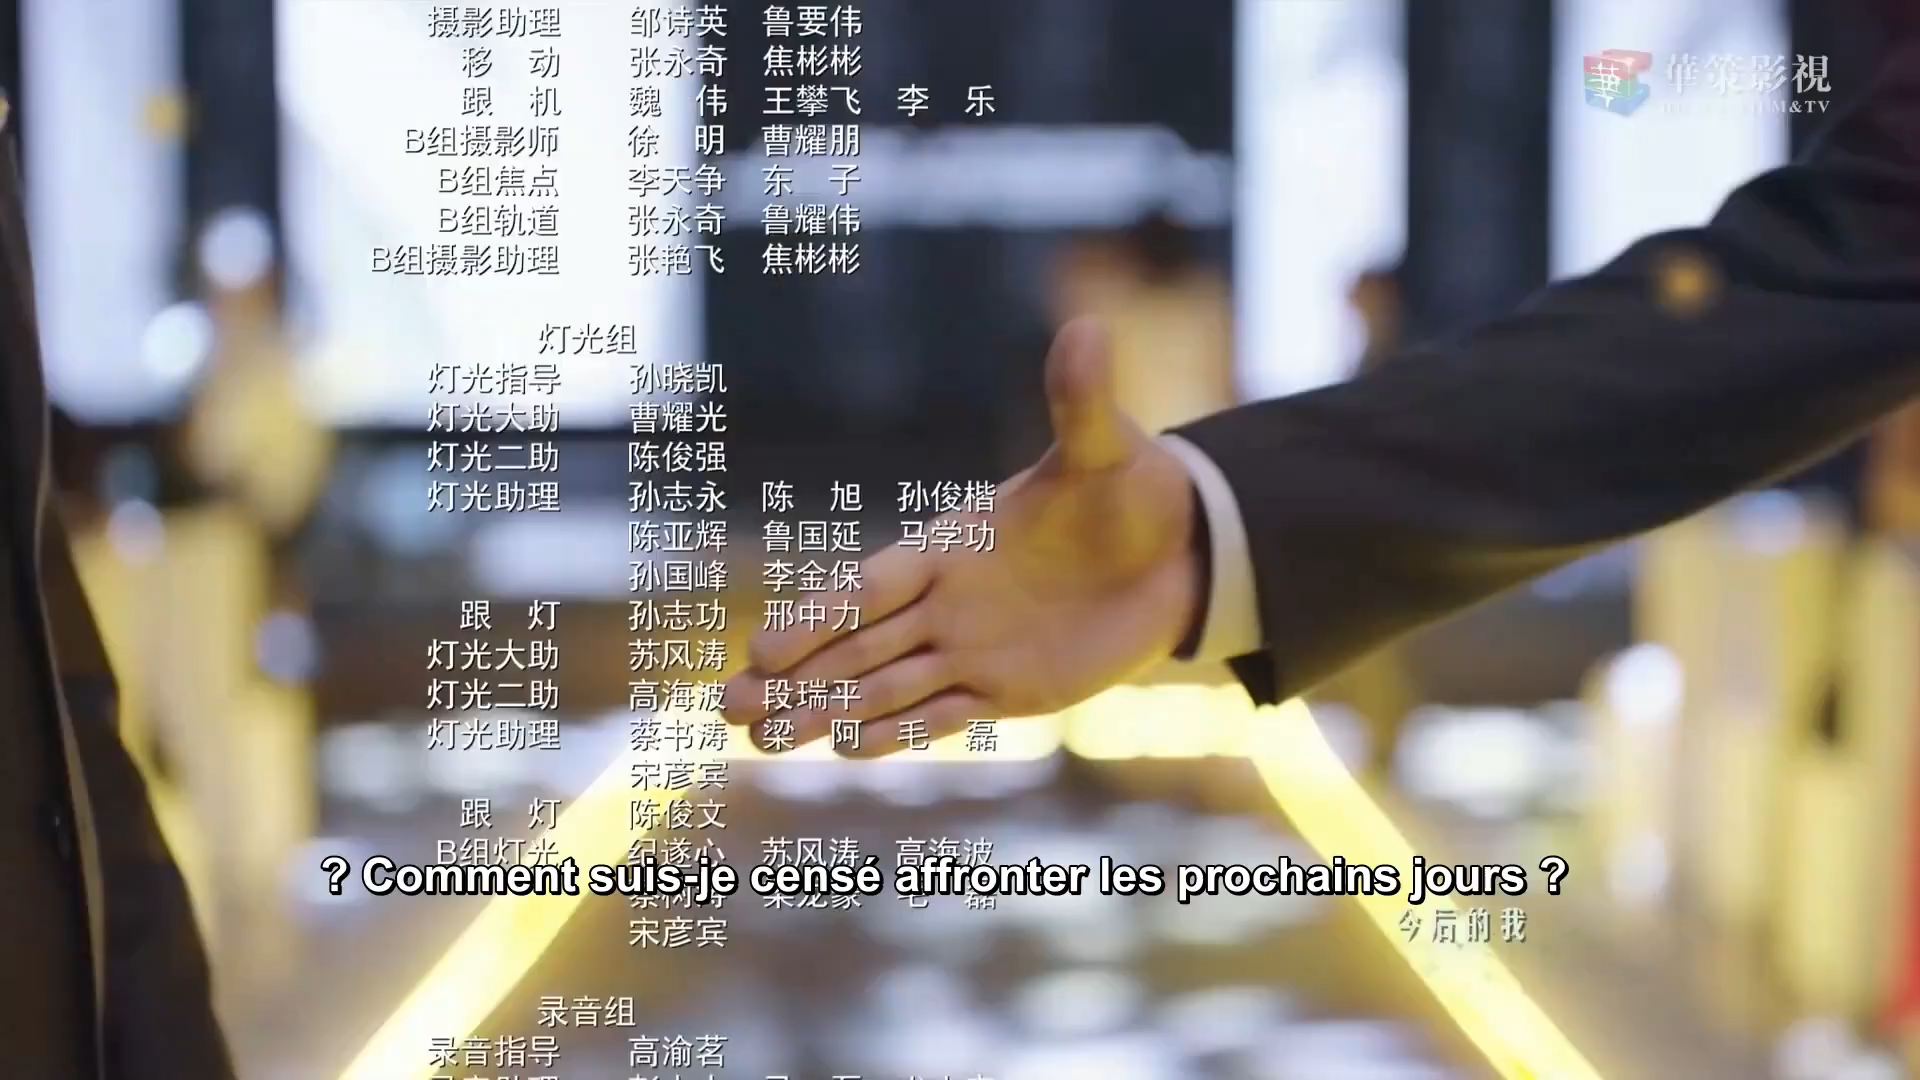 摄影助理 邹诗英 鲁要伟
移 动 张永奇 焦彬彬
跟 机 魏 伟 王攀飞 李 乐
B组摄影师 徐 明 曹耀朋
B组焦点 李天争 东 子
B组轨道 张永奇 鲁耀伟
B组摄影助理 张艳飞 焦彬彬
華策影視
FILM&TV
灯光组
灯光指导 孙晓凯
灯光大助 曹耀光
灯光二助 陈俊强
灯光助理 孙志永 陈 旭 孙俊楷
陈亚辉 鲁国延 马学功
孙国峰 李金保
跟 灯 孙志功 邢中力
灯光大助 苏风涛
灯光二助 高海波 段瑞平
灯光助理 蔡书涛 梁 阿 毛 磊
宋彦宾
跟 灯 陈俊文
B组灯光 纪遂心 苏风涛 高海波
? Comment suis-je censé affronter les prochains jours ?
毛 磊
今后的我
宋彦宾
录音组
录音指导 高渝茗